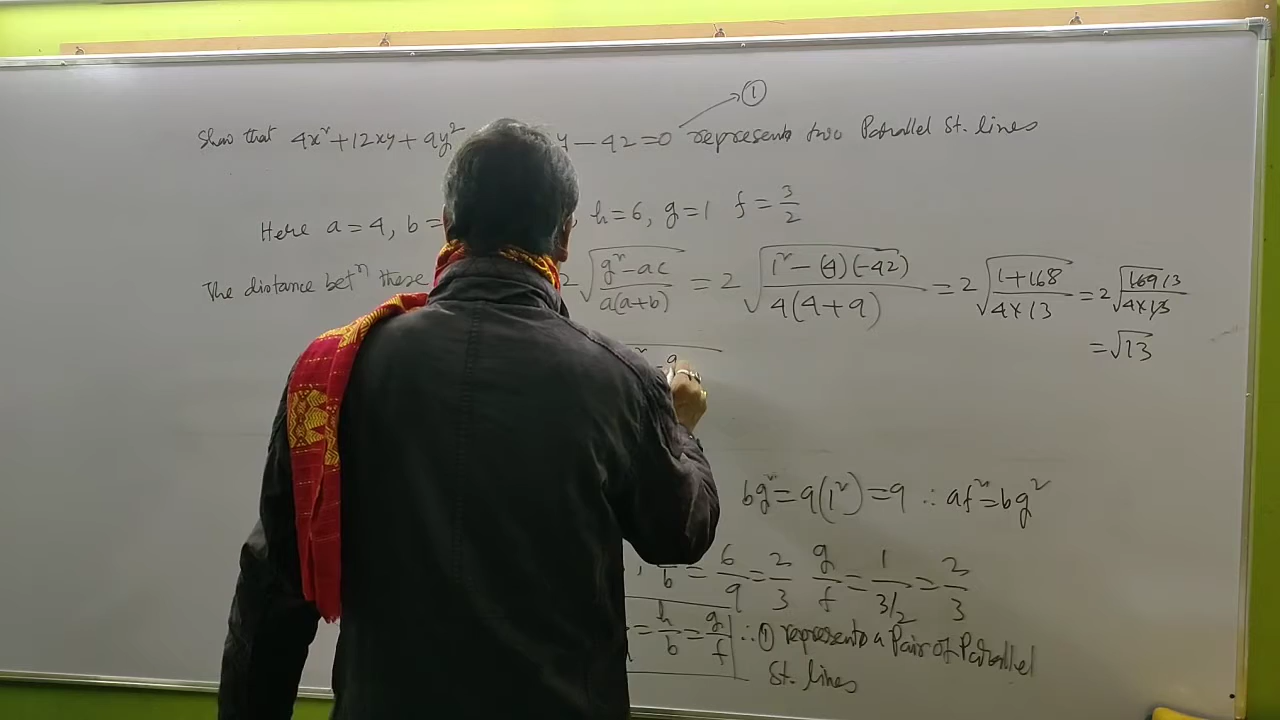 ①
Show that 4x²+12xy+9y² y−42=0 represents two Parallel St. lines
Here a=4, b= h=6, g=1 f=3/2
The distance betⁿ these 2√(g²−ac)/(a(a+b)) = 2√(1²−(4)(−42))/(4(4+9)) = 2√(1+168)/(4×13) = 2√(169 13)/(4×13)
=√13
bg²=9(1²)=9 ∴ af²=bg²
b = 6/9 = 2/3 g/f = 1/(3/2) = 2/3
= h/b = g/f ∴ ① represents a Pair of Parallel
St. lines